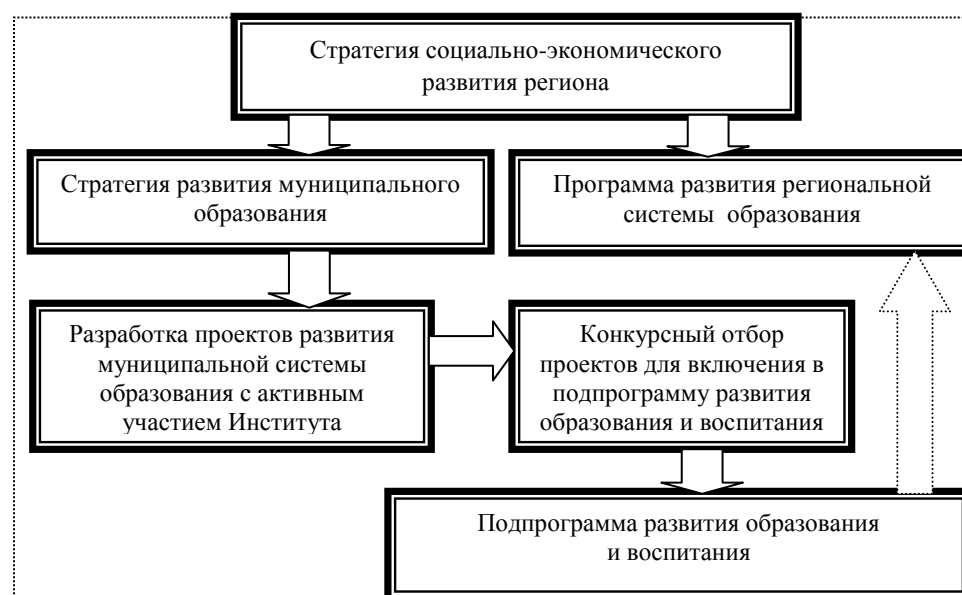 Стратегия социально-экономического
развития региона
Стратегия развития муниципального
образования
Программа развития региональной
системы образования
Разработка проектов развития
муниципальной системы
образования с активным
участием Института
Конкурсный отбор
проектов для включения в
подпрограмму развития
образования и воспитания
Подпрограмма развития образования
и воспитания